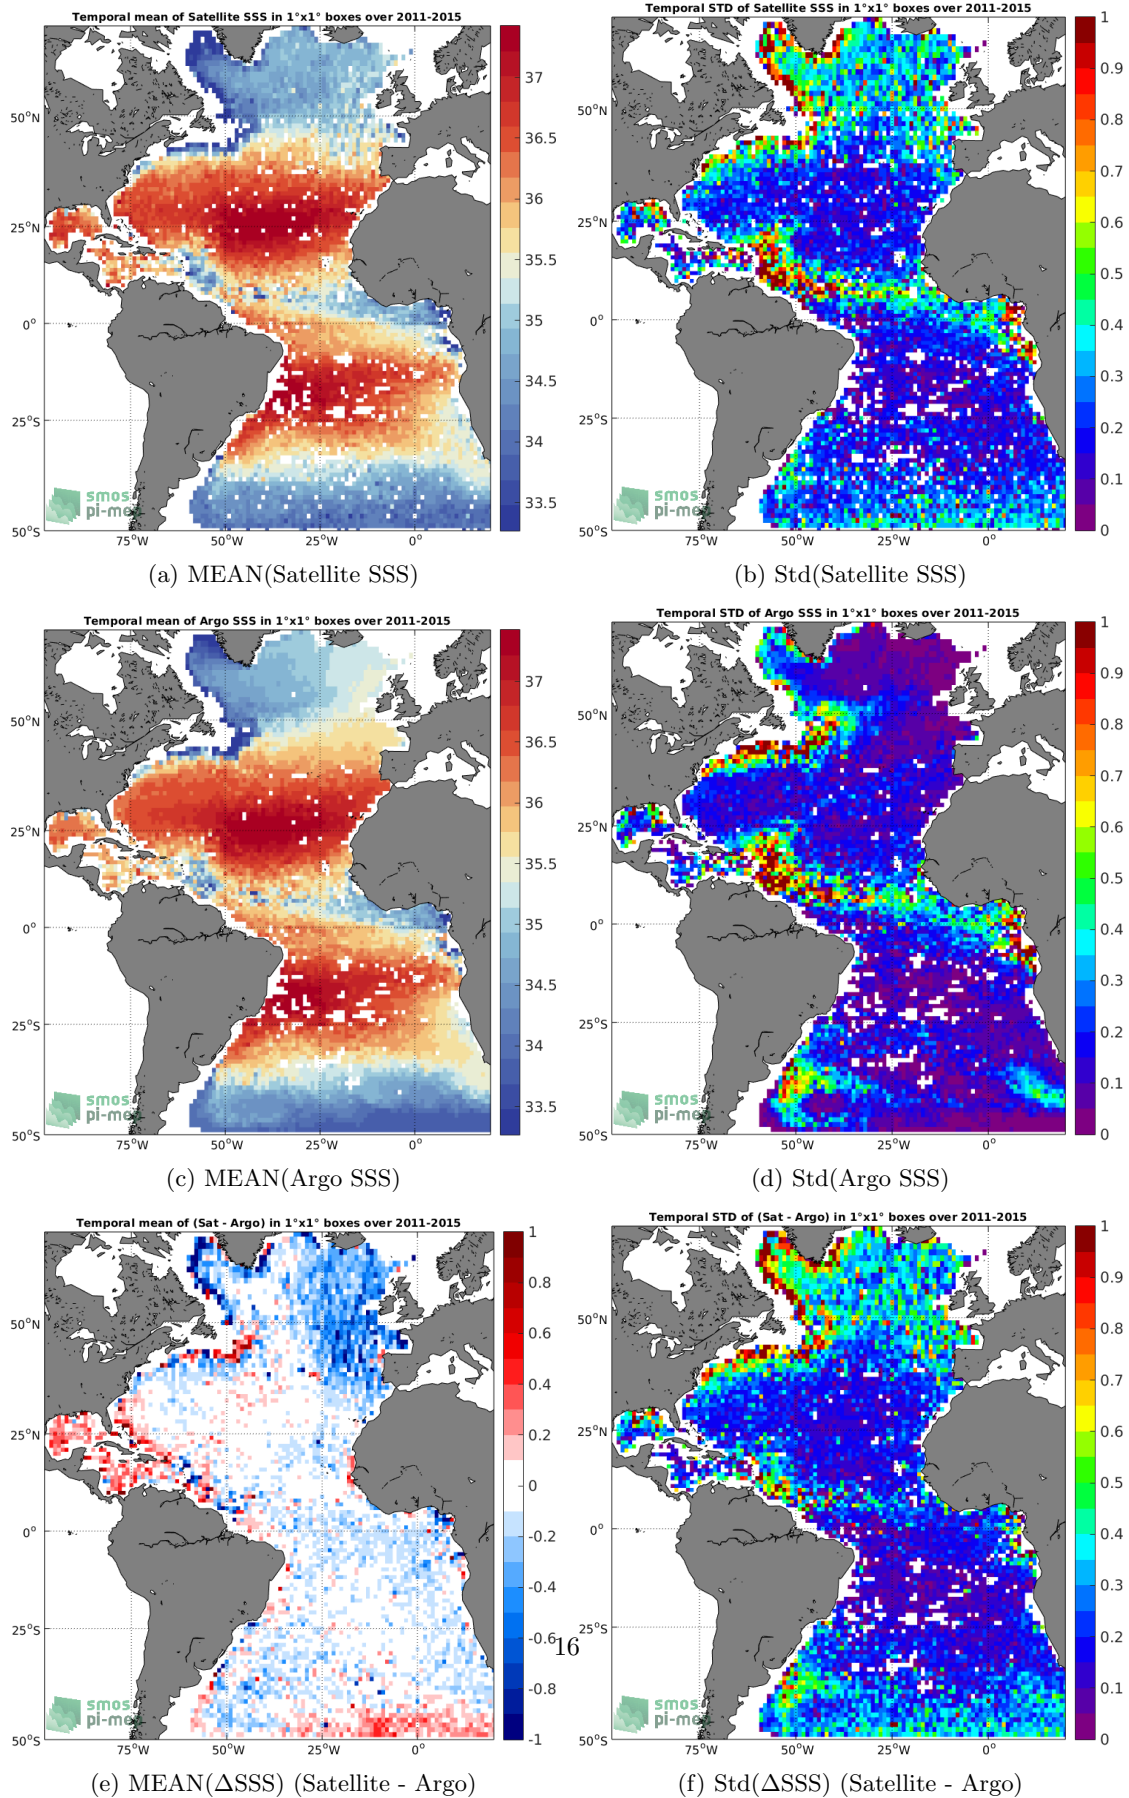 Temporal mean of Satellite SSS in 1°x1° boxes over 2011-2015
50°N
25°N
0°
25°S
50°S
75°W
50°W
25°W
0°
37
36.5
36
35.5
35
34.5
34
33.5
smos
pi-me
(a) MEAN(Satellite SSS)
Temporal STD of Satellite SSS in 1°x1° boxes over 2011-2015
50°N
25°N
0°
25°S
50°S
75°W
50°W
25°W
0°
1
0.9
0.8
0.7
0.6
0.5
0.4
0.3
0.2
0.1
0
smos
pi-me
(b) Std(Satellite SSS)
Temporal mean of Argo SSS in 1°x1° boxes over 2011-2015
50°N
25°N
0°
25°S
50°S
75°W
50°W
25°W
0°
37
36.5
36
35.5
35
34.5
34
33.5
smos
pi-me
(c) MEAN(Argo SSS)
Temporal STD of Argo SSS in 1°x1° boxes over 2011-2015
50°N
25°N
0°
25°S
50°S
75°W
50°W
25°W
0°
1
0.9
0.8
0.7
0.6
0.5
0.4
0.3
0.2
0.1
0
smos
pi-me
(d) Std(Argo SSS)
Temporal mean of (Sat - Argo) in 1°x1° boxes over 2011-2015
50°N
25°N
0°
25°S
50°S
75°W
50°W
25°W
0°
1
0.8
0.6
0.4
0.2
0
-0.2
-0.4
-0.6
-0.8
-1
smos
pi-me
(e) MEAN(ΔSSS) (Satellite - Argo)
Temporal STD of (Sat - Argo) in 1°x1° boxes over 2011-2015
50°N
25°N
0°
25°S
50°S
75°W
50°W
25°W
0°
1
0.9
0.8
0.7
0.6
0.5
0.4
0.3
0.2
0.1
0
smos
pi-me
(f) Std(ΔSSS) (Satellite - Argo)
16